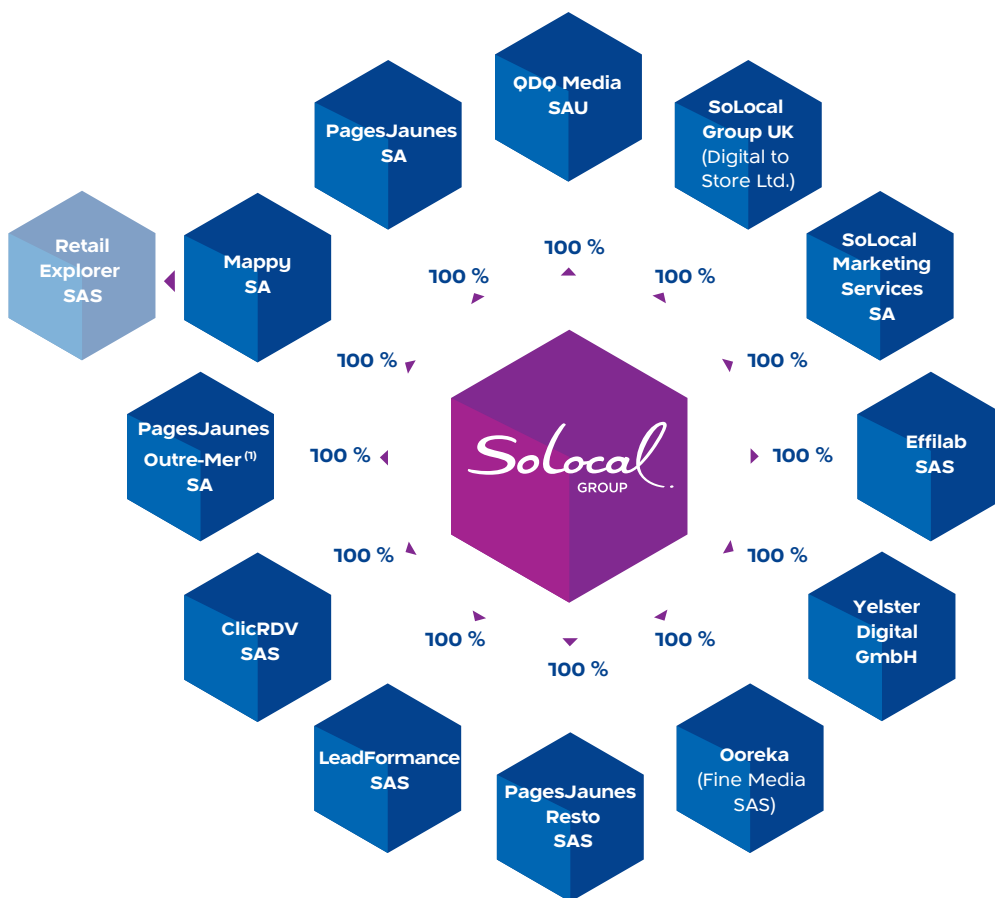 QDQ Media
SAU
SoLocal
Group UK
(Digital to
Store Ltd.)
PagesJaunes
SA
SoLocal
Marketing
Services
SA
Retail
Explorer
SAS
Mappy
SA
100 %
100 %
100 %
100 %
100 %
PagesJaunes
Outre-Mer (1)
SA
100 %
SoLocal
GROUP
100 %
Effilab
SAS
100 %
100 %
ClicRDV
SAS
100 %
100 %
100 %
Yelster
Digital
GmbH
LeadFormance
SAS
PagesJaunes
Resto
SAS
Ooreka
(Fine Media
SAS)